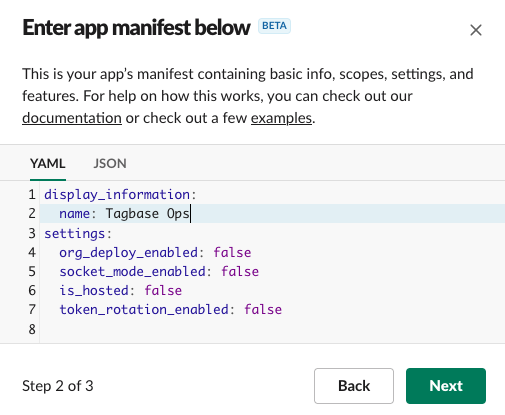 Enter app manifest below BETA
This is your app's manifest containing basic info, scopes, settings, and
features. For help on how this works, you can check out our
documentation or check out a few examples.
YAML JSON
1 display_information:
2   name: Tagbase Ops
3 settings:
4   org_deploy_enabled: false
5   socket_mode_enabled: false
6   is_hosted: false
7   token_rotation_enabled: false
8
Step 2 of 3 Back Next